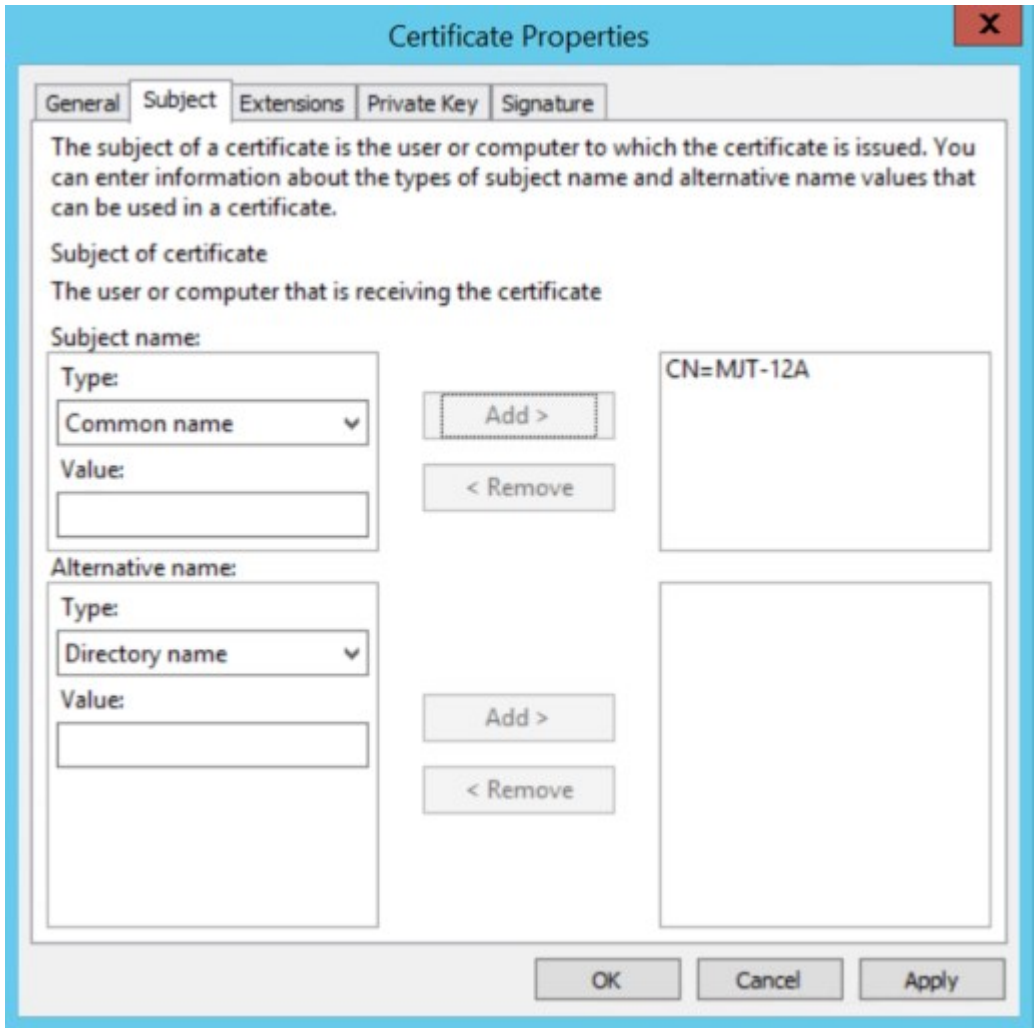 Certificate Properties
X
General Subject Extensions Private Key Signature
The subject of a certificate is the user or computer to which the certificate is issued. You
can enter information about the types of subject name and alternative name values that
can be used in a certificate.
Subject of certificate
The user or computer that is receiving the certificate
Subject name:
Type:
Common name
Value:
Add >
< Remove
CN=MJT-12A
Alternative name:
Type:
Directory name
Value:
Add >
< Remove
OK Cancel Apply